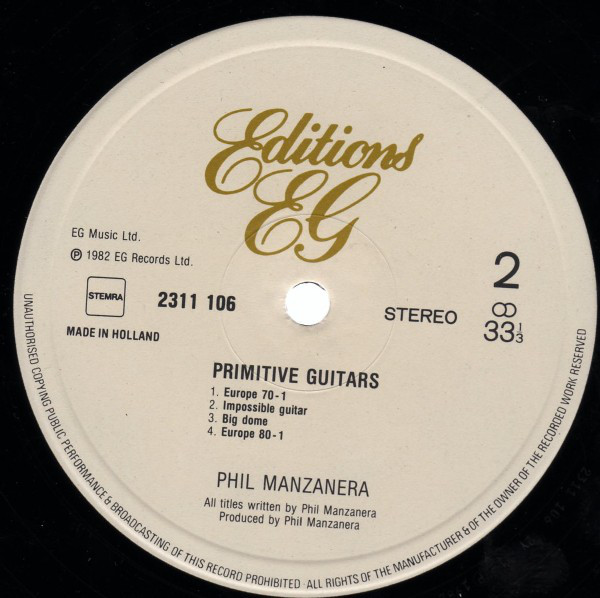 Editions
EG
EG Music Ltd.
℗ 1982 EG Records Ltd.
STEMRA
2311 106
MADE IN HOLLAND
STEREO
2
33 1/3
PRIMITIVE GUITARS
1. Europe 70-1
2. Impossible guitar
3. Big dome
4. Europe 80-1
PHIL MANZANERA
All titles written by Phil Manzanera
Produced by Phil Manzanera
UNAUTHORISED COPYING PUBLIC PERFORMANCE & BROADCASTING OF THIS RECORD PROHIBITED · ALL RIGHTS OF THE MANUFACTURER & OF THE OWNER OF THE RECORDED WORK RESERVED